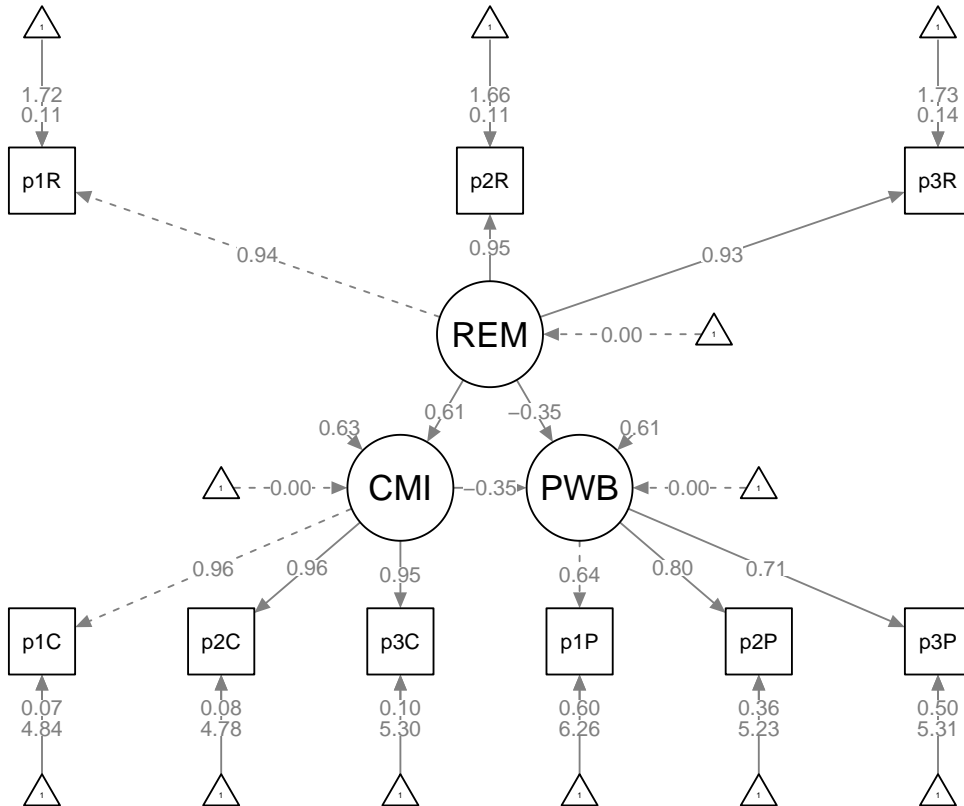 1 1 1
1.72 1.66 1.73
0.11 0.11 0.14
p1R p2R p3R
0.94 0.95 0.93
REM 0.00 1
0.61 −0.35
0.63 0.61
1 -0.00 CMI −0.35 PWB -0.00 1
0.96 0.96 0.95 0.64 0.80 0.71
p1C p2C p3C p1P p2P p3P
0.07 0.08 0.10 0.60 0.36 0.50
4.84 4.78 5.30 6.26 5.23 5.31
1 1 1 1 1 1